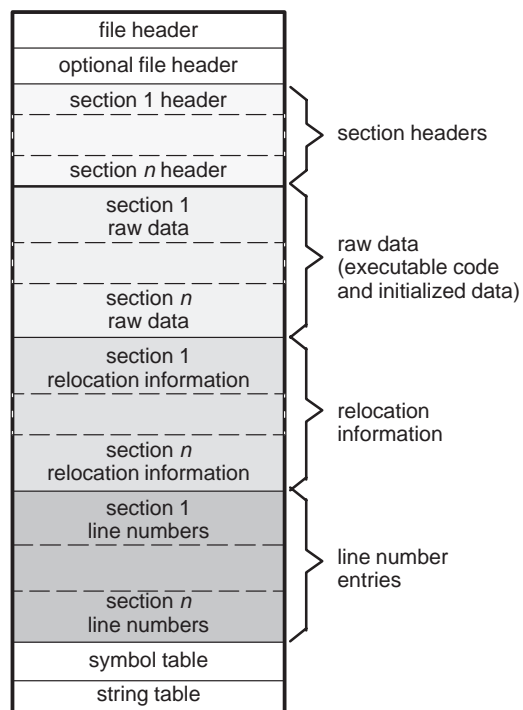 file header
optional file header
section 1 header
section n header
section headers
section 1
raw data
section n
raw data
raw data
(executable code
and initialized data)
section 1
relocation information
section n
relocation information
relocation
information
section 1
line numbers
section n
line numbers
line number
entries
symbol table
string table